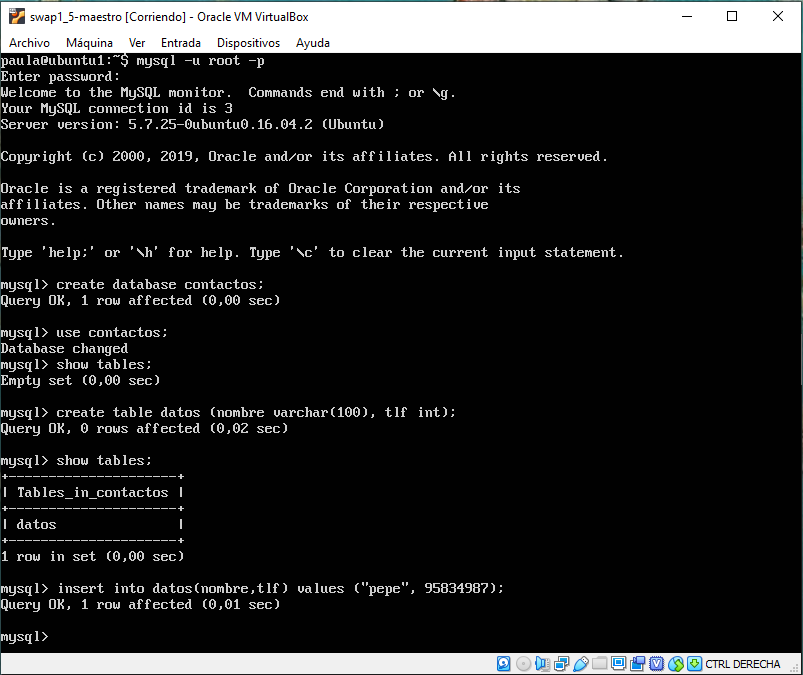 swap1_5-maestro [Corriendo] - Oracle VM VirtualBox
Archivo Máquina Ver Entrada Dispositivos Ayuda
paula@ubuntu1:~$ mysql -u root -p
Enter password:
Welcome to the MySQL monitor.  Commands end with ; or \g.
Your MySQL connection id is 3
Server version: 5.7.25-0ubuntu0.16.04.2 (Ubuntu)
Copyright (c) 2000, 2019, Oracle and/or its affiliates. All rights reserved.
Oracle is a registered trademark of Oracle Corporation and/or its
affiliates. Other names may be trademarks of their respective
owners.
Type 'help;' or '\h' for help. Type '\c' to clear the current input statement.
mysql> create database contactos;
Query OK, 1 row affected (0,00 sec)
mysql> use contactos;
Database changed
mysql> show tables;
Empty set (0,00 sec)
mysql> create table datos (nombre varchar(100), tlf int);
Query OK, 0 rows affected (0,02 sec)
mysql> show tables;
+---------------------+
| Tables_in_contactos |
+---------------------+
| datos               |
+---------------------+
1 row in set (0,00 sec)
mysql> insert into datos(nombre,tlf) values ("pepe", 95834987);
Query OK, 1 row affected (0,01 sec)
mysql>
CTRL DERECHA